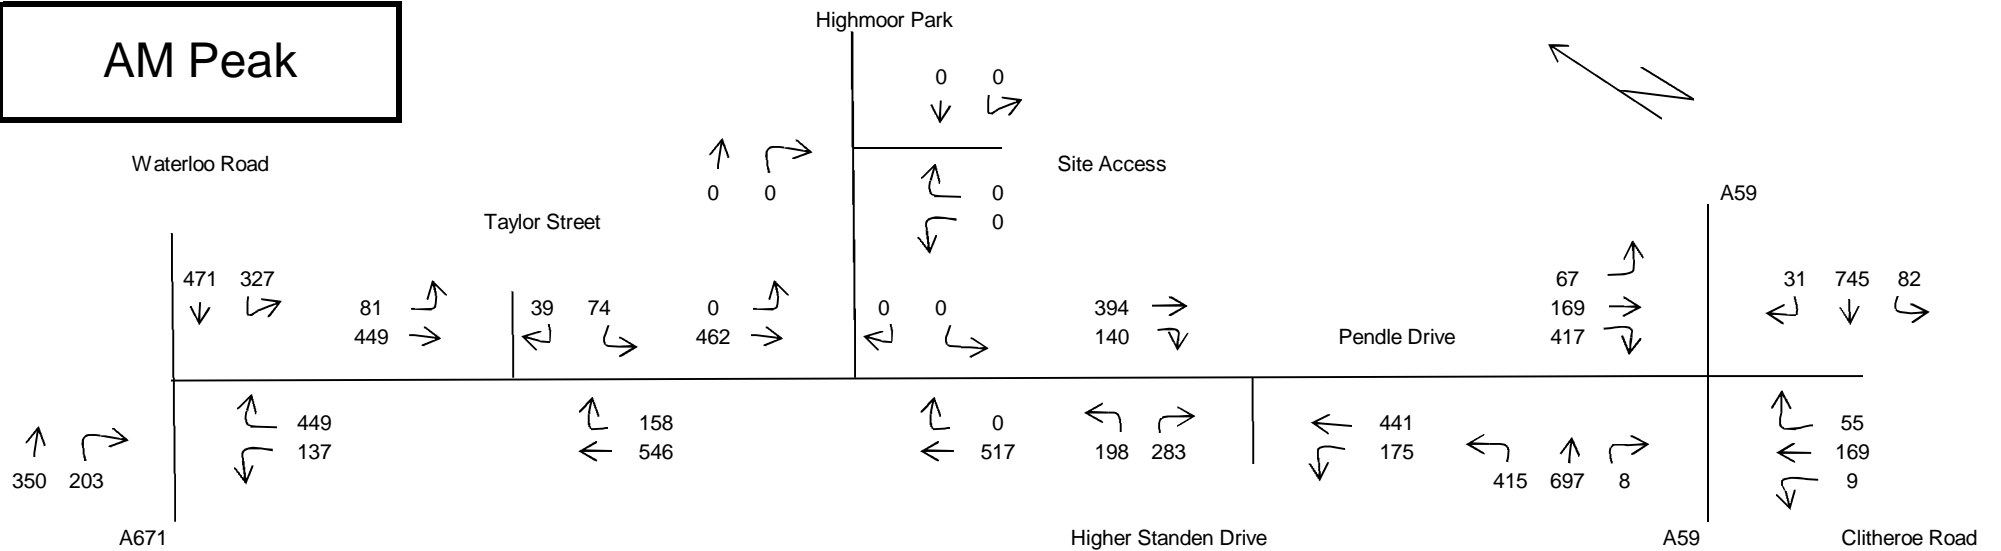 Highmoor Park
AM Peak
0 0
Waterloo Road
Site Access
0 0
0
A59
Taylor Street
0
471 327
67
31 745 82
81
39 74
0
0 0
394
169
449
462
140
Pendle Drive
417
449
158
0
441
55
137
546
517
198 283
175
169
350 203
415 697 8
9
A671
Higher Standen Drive
A59
Clitheroe Road